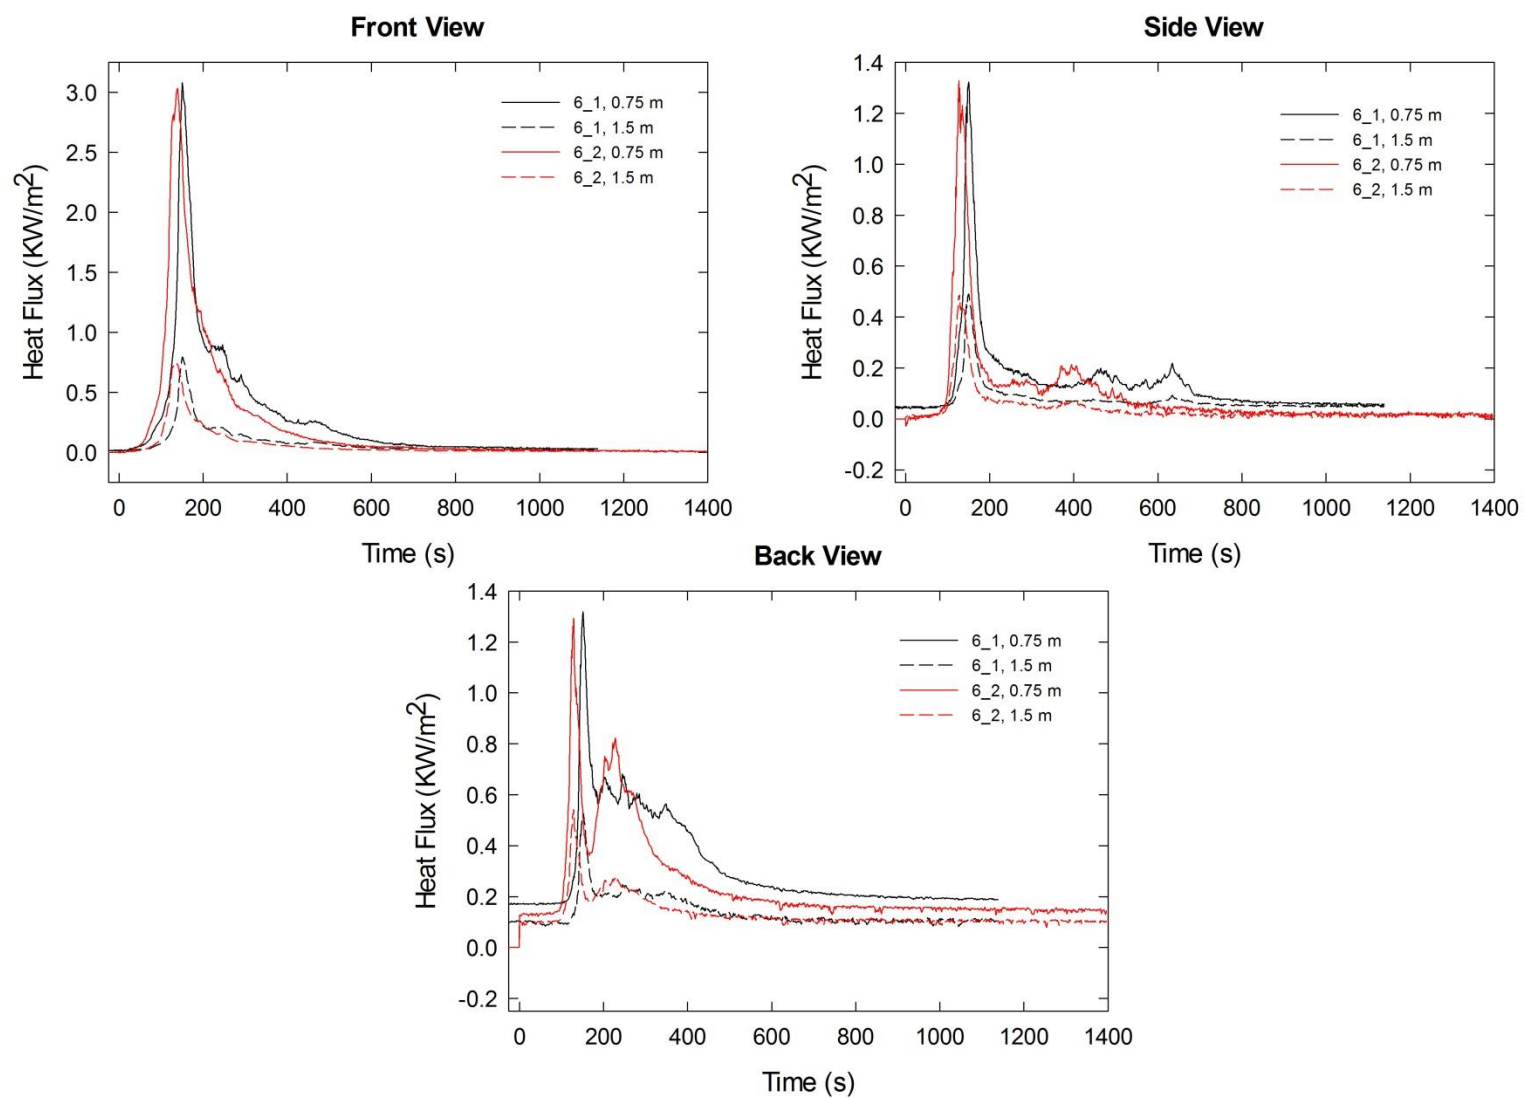 Front View
Heat Flux (KW/m²)
3.0
2.5
2.0
1.5
1.0
0.5
0.0
6_1, 0.75 m
6_1, 1.5 m
6_2, 0.75 m
6_2, 1.5 m
0 200 400 600 800 1000 1200 1400
Time (s)
Side View
Heat Flux (KW/m²)
1.4
1.2
1.0
0.8
0.6
0.4
0.2
0.0
-0.2
6_1, 0.75 m
6_1, 1.5 m
6_2, 0.75 m
6_2, 1.5 m
0 200 400 600 800 1000 1200 1400
Time (s)
Back View
Heat Flux (KW/m²)
1.4
1.2
1.0
0.8
0.6
0.4
0.2
0.0
-0.2
6_1, 0.75 m
6_1, 1.5 m
6_2, 0.75 m
6_2, 1.5 m
0 200 400 600 800 1000 1200 1400
Time (s)